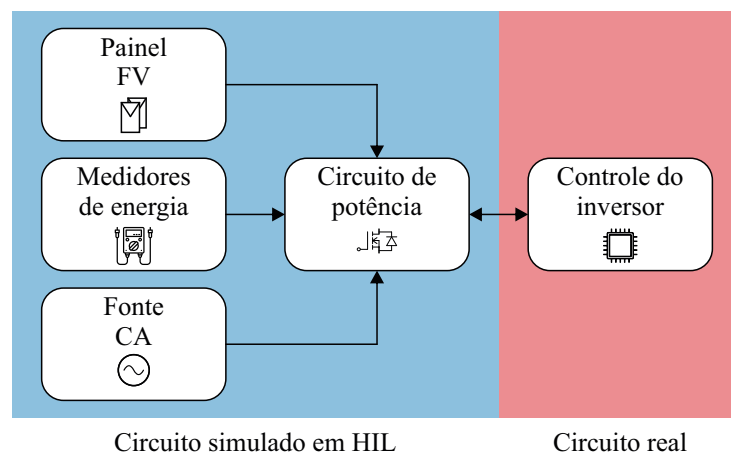 Painel
FV
Medidores
de energia
Circuito de
potência
Controle do
inversor
Fonte
CA
Circuito simulado em HIL
Circuito real